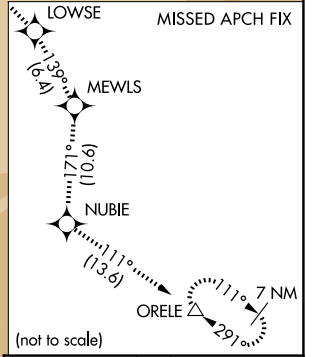 LOWSE
MISSED APCH FIX
139°
(6.4)
MEWLS
171°
(10.6)
NUBIE
111°
(13.6)
111°
7 NM
ORELE
291°
(not to scale)